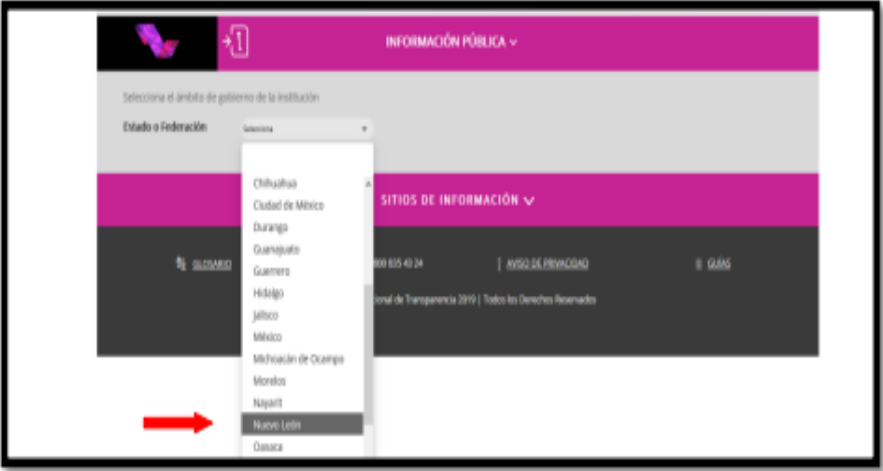 INFORMACIÓN PÚBLICA
Selecciona el ámbito de gobierno de la institución
Estado o Federación
Selecciona
Chihuahua
Ciudad de México
Durango
Guanajuato
Guerrero
Hidalgo
Jalisco
México
Michoacán de Ocampo
Morelos
Nayarit
Nuevo León
Oaxaca
SITIOS DE INFORMACIÓN
GLOSARIO
800 835 43 24
AVISO DE PRIVACIDAD
GUÍAS
ional de Transparencia 2019 | Todos los Derechos Reservados